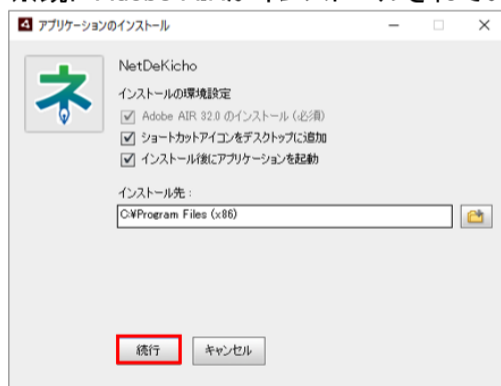 アプリケーションのインストール
ネ
NetDeKicho
インストールの環境設定
Adobe AIR 32.0 のインストール (必須)
ショートカットアイコンをデスクトップに追加
インストール後にアプリケーションを起動
インストール先 :
C:¥Program Files (x86)
続行
キャンセル